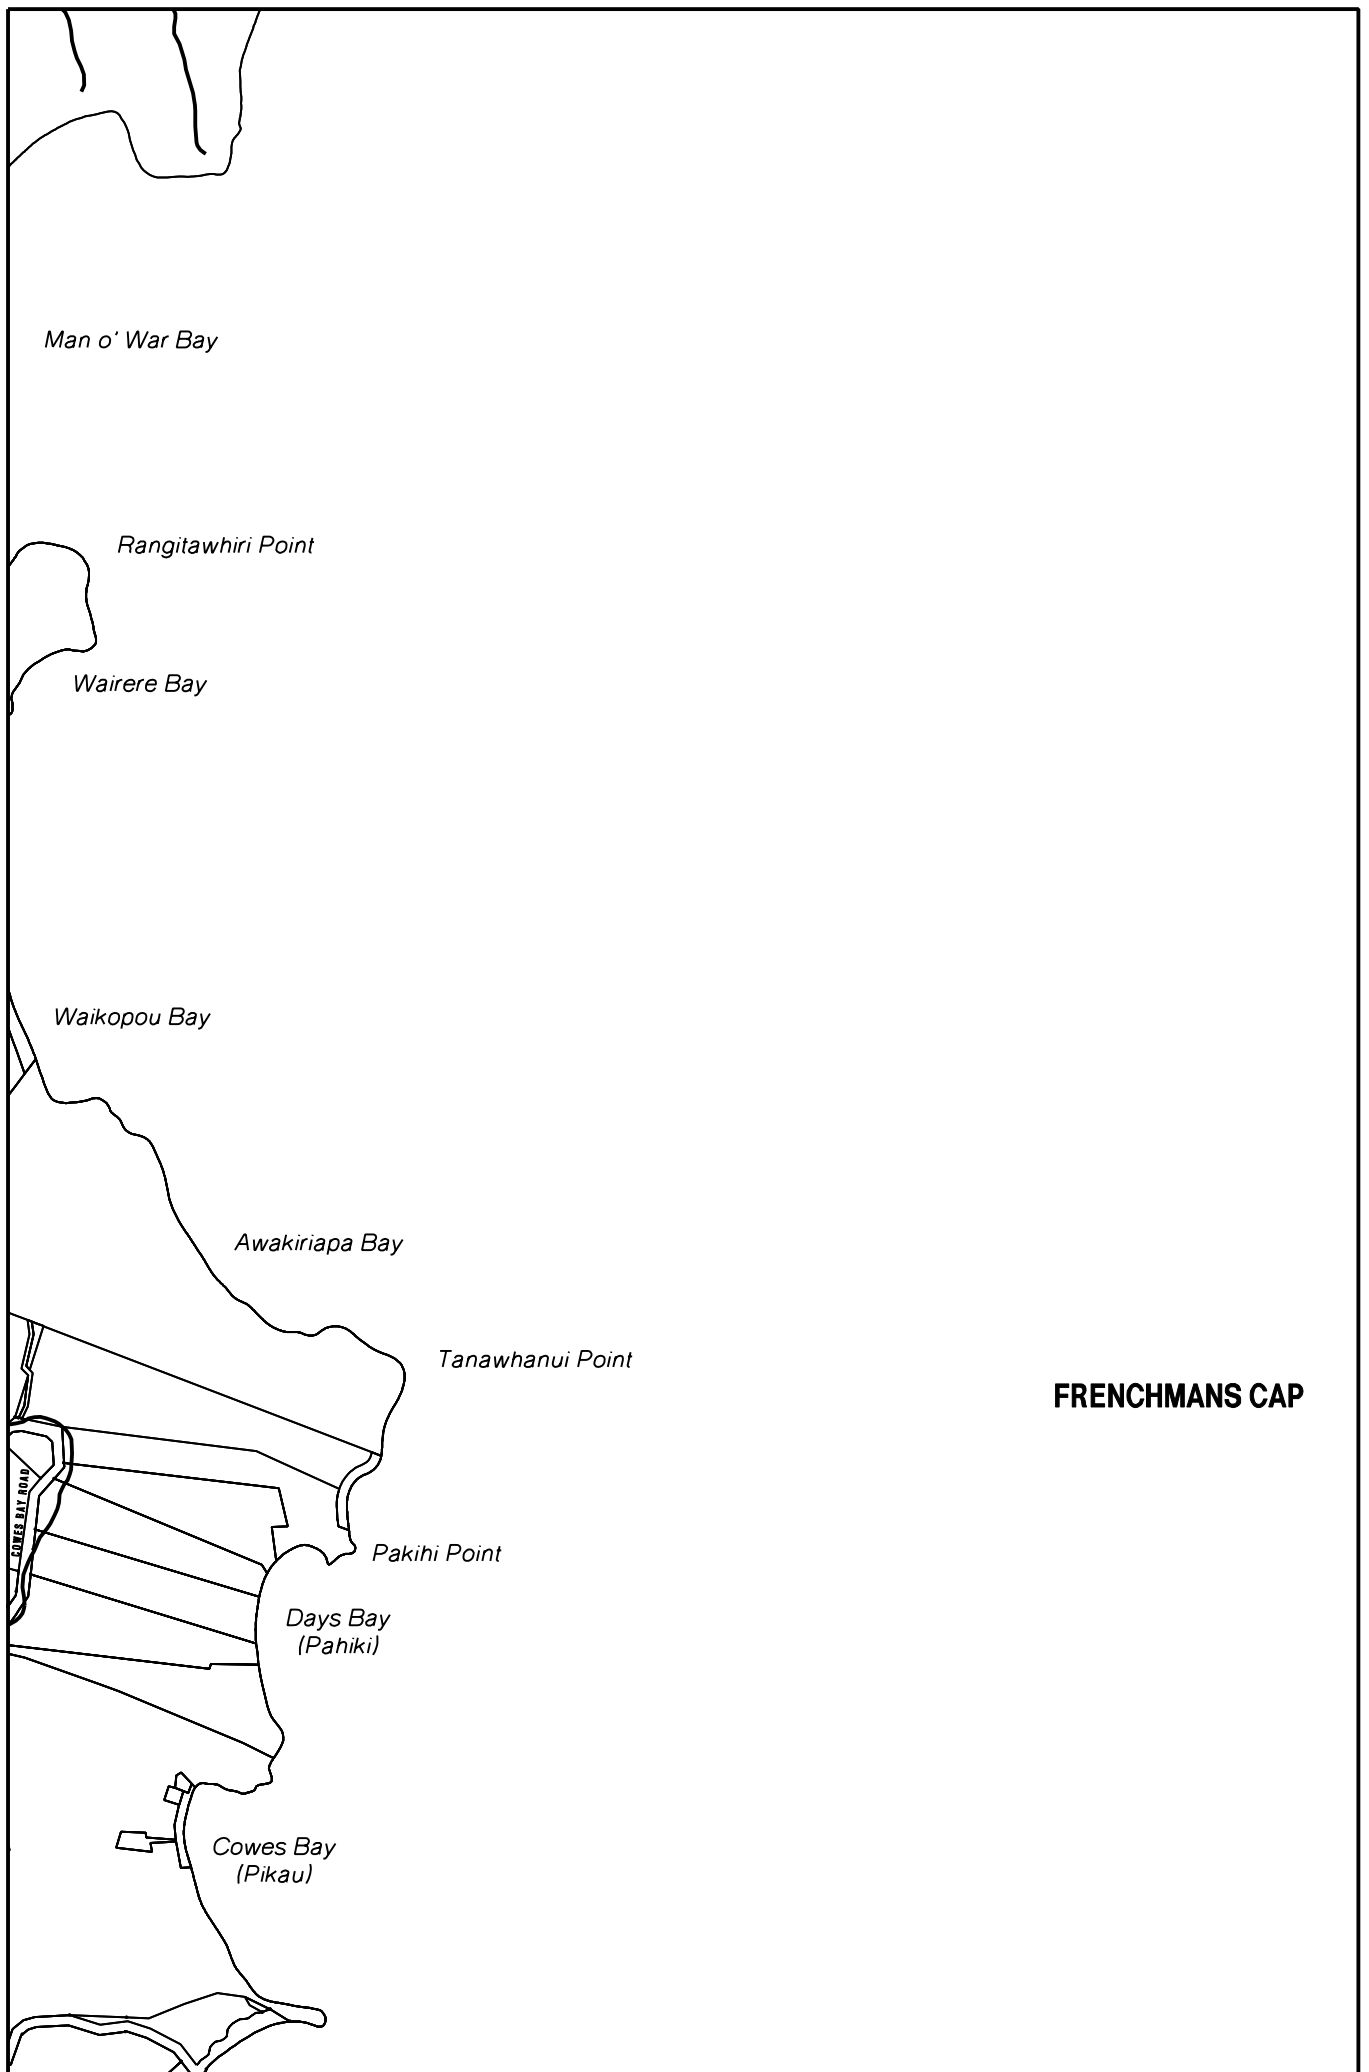 Man o' War Bay
Rangitawhiri Point
Wairere Bay
Waikopou Bay
Awakiriapa Bay
Tanawhanui Point
FRENCHMANS CAP
COWES BAY ROAD
Pakihi Point
Days Bay
(Pahiki)
Cowes Bay
(Pikau)